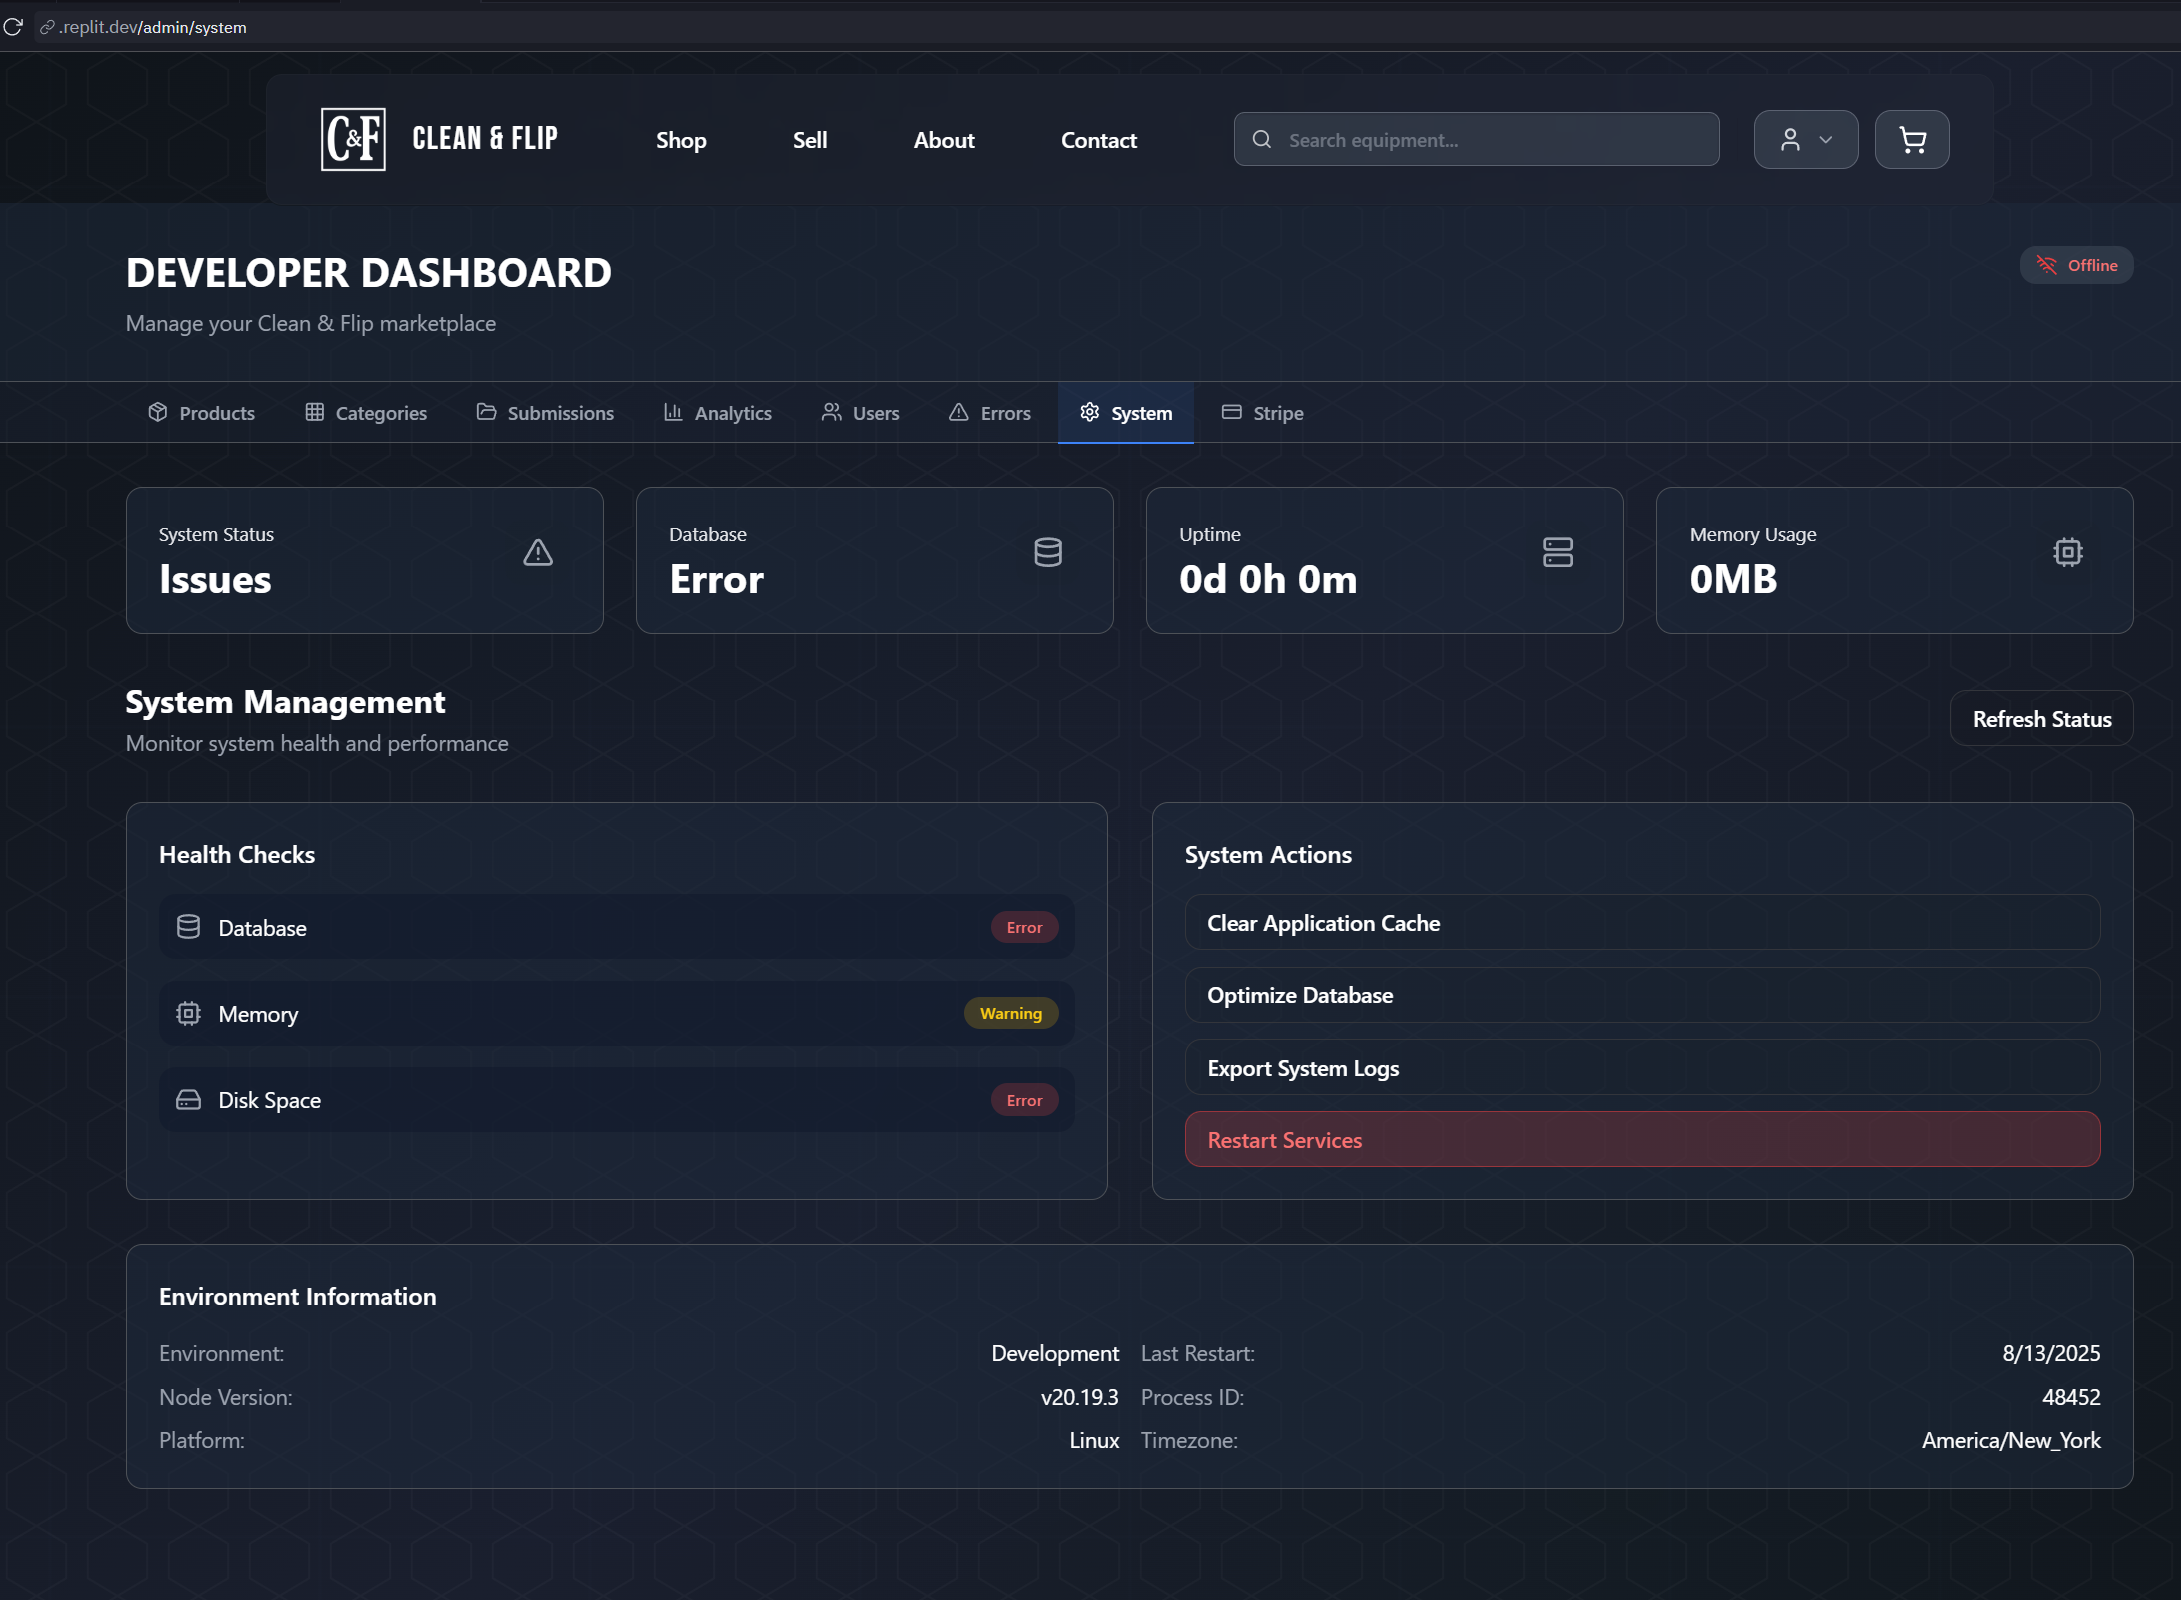 .replit.dev/admin/system
C&F CLEAN & FLIP Shop Sell About Contact Search equipment...
DEVELOPER DASHBOARD
Offline
Manage your Clean & Flip marketplace
Products Categories Submissions Analytics Users Errors System Stripe
System Status
Issues
Database
Error
Uptime
0d 0h 0m
Memory Usage
0MB
System Management
Monitor system health and performance
Refresh Status
Health Checks
Database Error
Memory Warning
Disk Space Error
System Actions
Clear Application Cache
Optimize Database
Export System Logs
Restart Services
Environment Information
Environment: Development Last Restart: 8/13/2025
Node Version: v20.19.3 Process ID: 48452
Platform: Linux Timezone: America/New_York